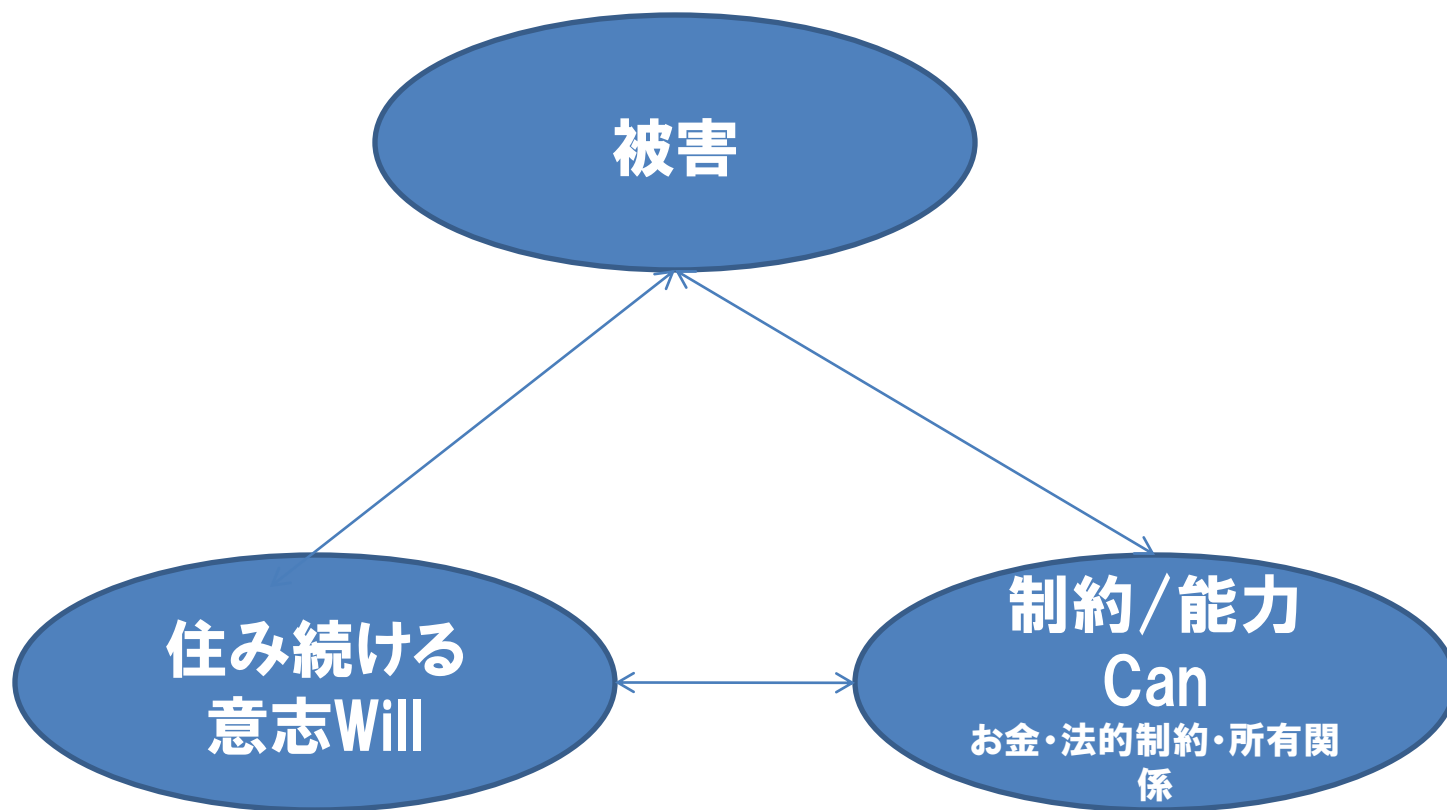 被害
住み続ける
意志Will
制約/能力
Can
お金・法的制約・所有関
係